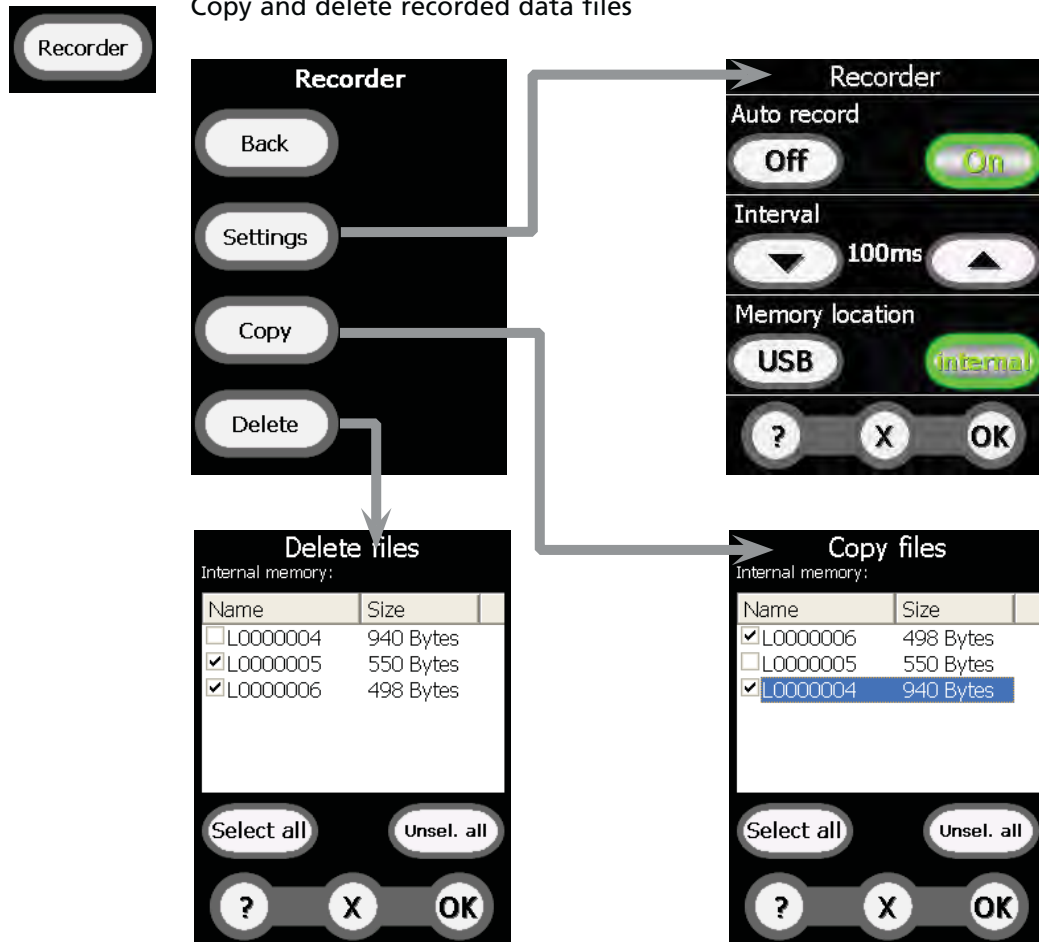 Copy and delete recorded data files
Recorder
Recorder
Back
Settings
Copy
Delete
Recorder
Auto record
Off On
Interval
100ms
Memory location
USB internal
? X OK
Delete files
Internal memory:
Name Size
L0000004 940 Bytes
L0000005 550 Bytes
L0000006 498 Bytes
Select all Unsel. all
? X OK
Copy files
Internal memory:
Name Size
L0000006 498 Bytes
L0000005 550 Bytes
L0000004 940 Bytes
Select all Unsel. all
? X OK